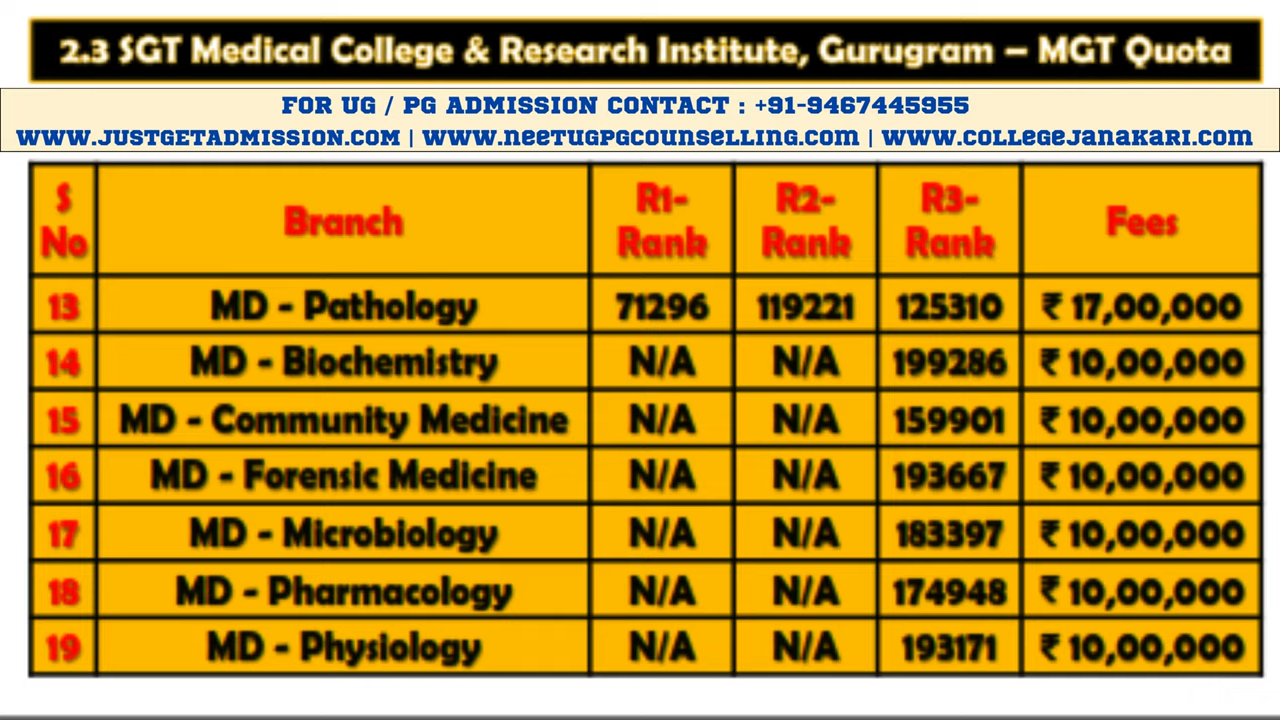 2.3 SGT Medical College & Research Institute, Gurugram – MGT Quota
FOR UG / PG ADMISSION CONTACT : +91-9467445955
WWW.JUSTGETADMISSION.COM | WWW.NEETUGPGCOUNSELLING.COM | WWW.COLLEGEJANAKARI.COM
S No Branch R1-Rank R2-Rank R3-Rank Fees
13 MD - Pathology 71296 119221 125310 ₹ 17,00,000
14 MD - Biochemistry N/A N/A 199286 ₹ 10,00,000
15 MD - Community Medicine N/A N/A 159901 ₹ 10,00,000
16 MD - Forensic Medicine N/A N/A 193667 ₹ 10,00,000
17 MD - Microbiology N/A N/A 183397 ₹ 10,00,000
18 MD - Pharmacology N/A N/A 174948 ₹ 10,00,000
19 MD - Physiology N/A N/A 193171 ₹ 10,00,000